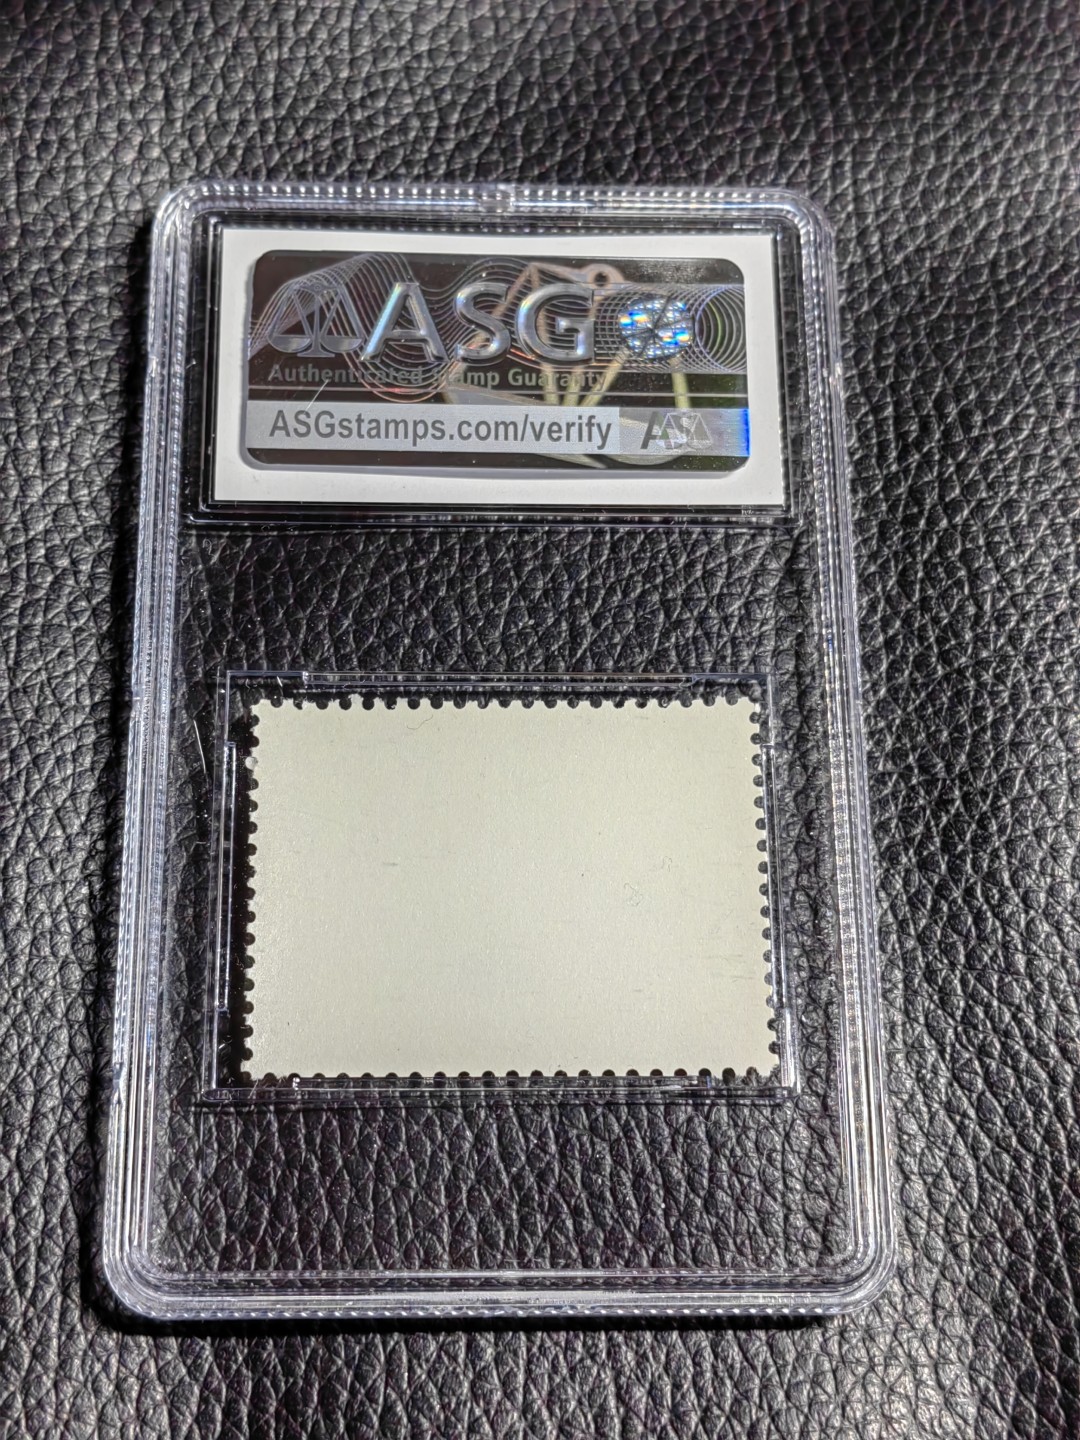 ASG
Authenticated Stamp Guaranty
ASGstamps.com/verify